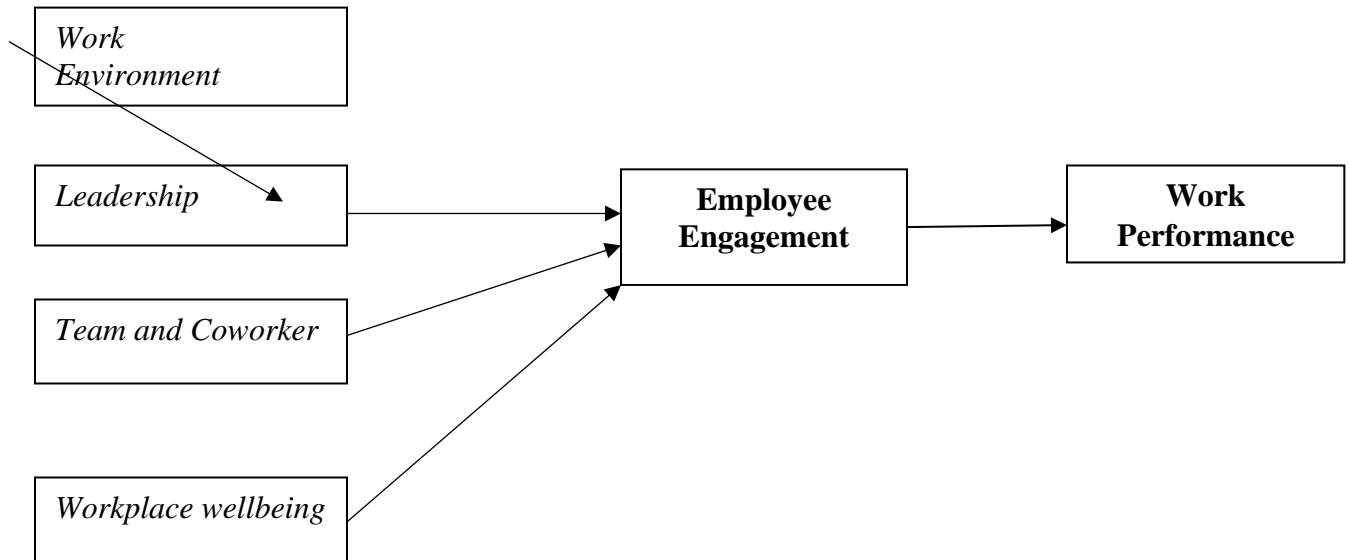 Work
Environment
Leadership
Team and Coworker
Workplace wellbeing
Employee
Engagement
Work
Performance